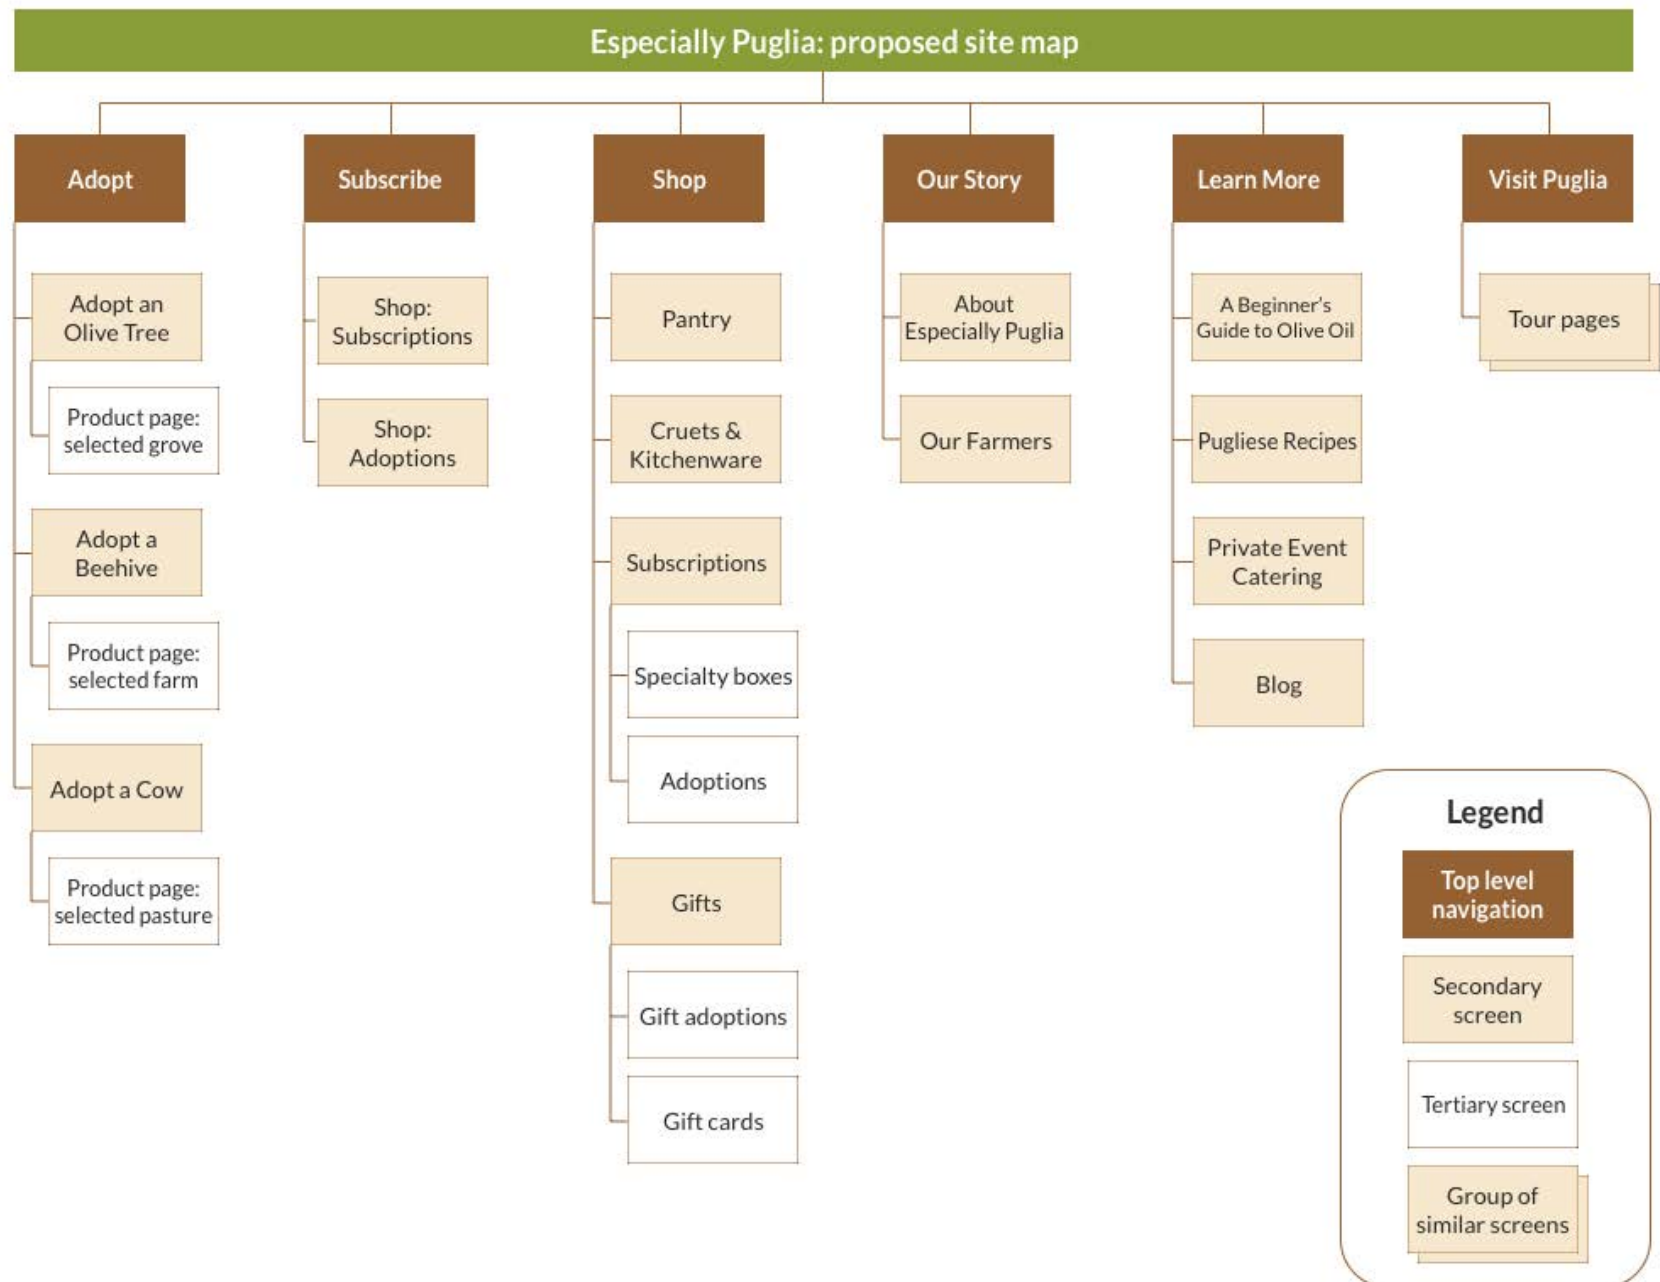 Especially Puglia: proposed site map
Adopt
Adopt an
Olive Tree
Product page:
selected grove
Adopt a
Beehive
Product page:
selected farm
Adopt a Cow
Product page:
selected pasture
Subscribe
Shop:
Subscriptions
Shop:
Adoptions
Shop
Pantry
Cruets &
Kitchenware
Subscriptions
Specialty boxes
Adoptions
Gifts
Gift adoptions
Gift cards
Our Story
About
Especially Puglia
Our Farmers
Learn More
A Beginner's
Guide to Olive Oil
Pugliese Recipes
Private Event
Catering
Blog
Visit Puglia
Tour pages
Legend
Top level
navigation
Secondary
screen
Tertiary screen
Group of
similar screens